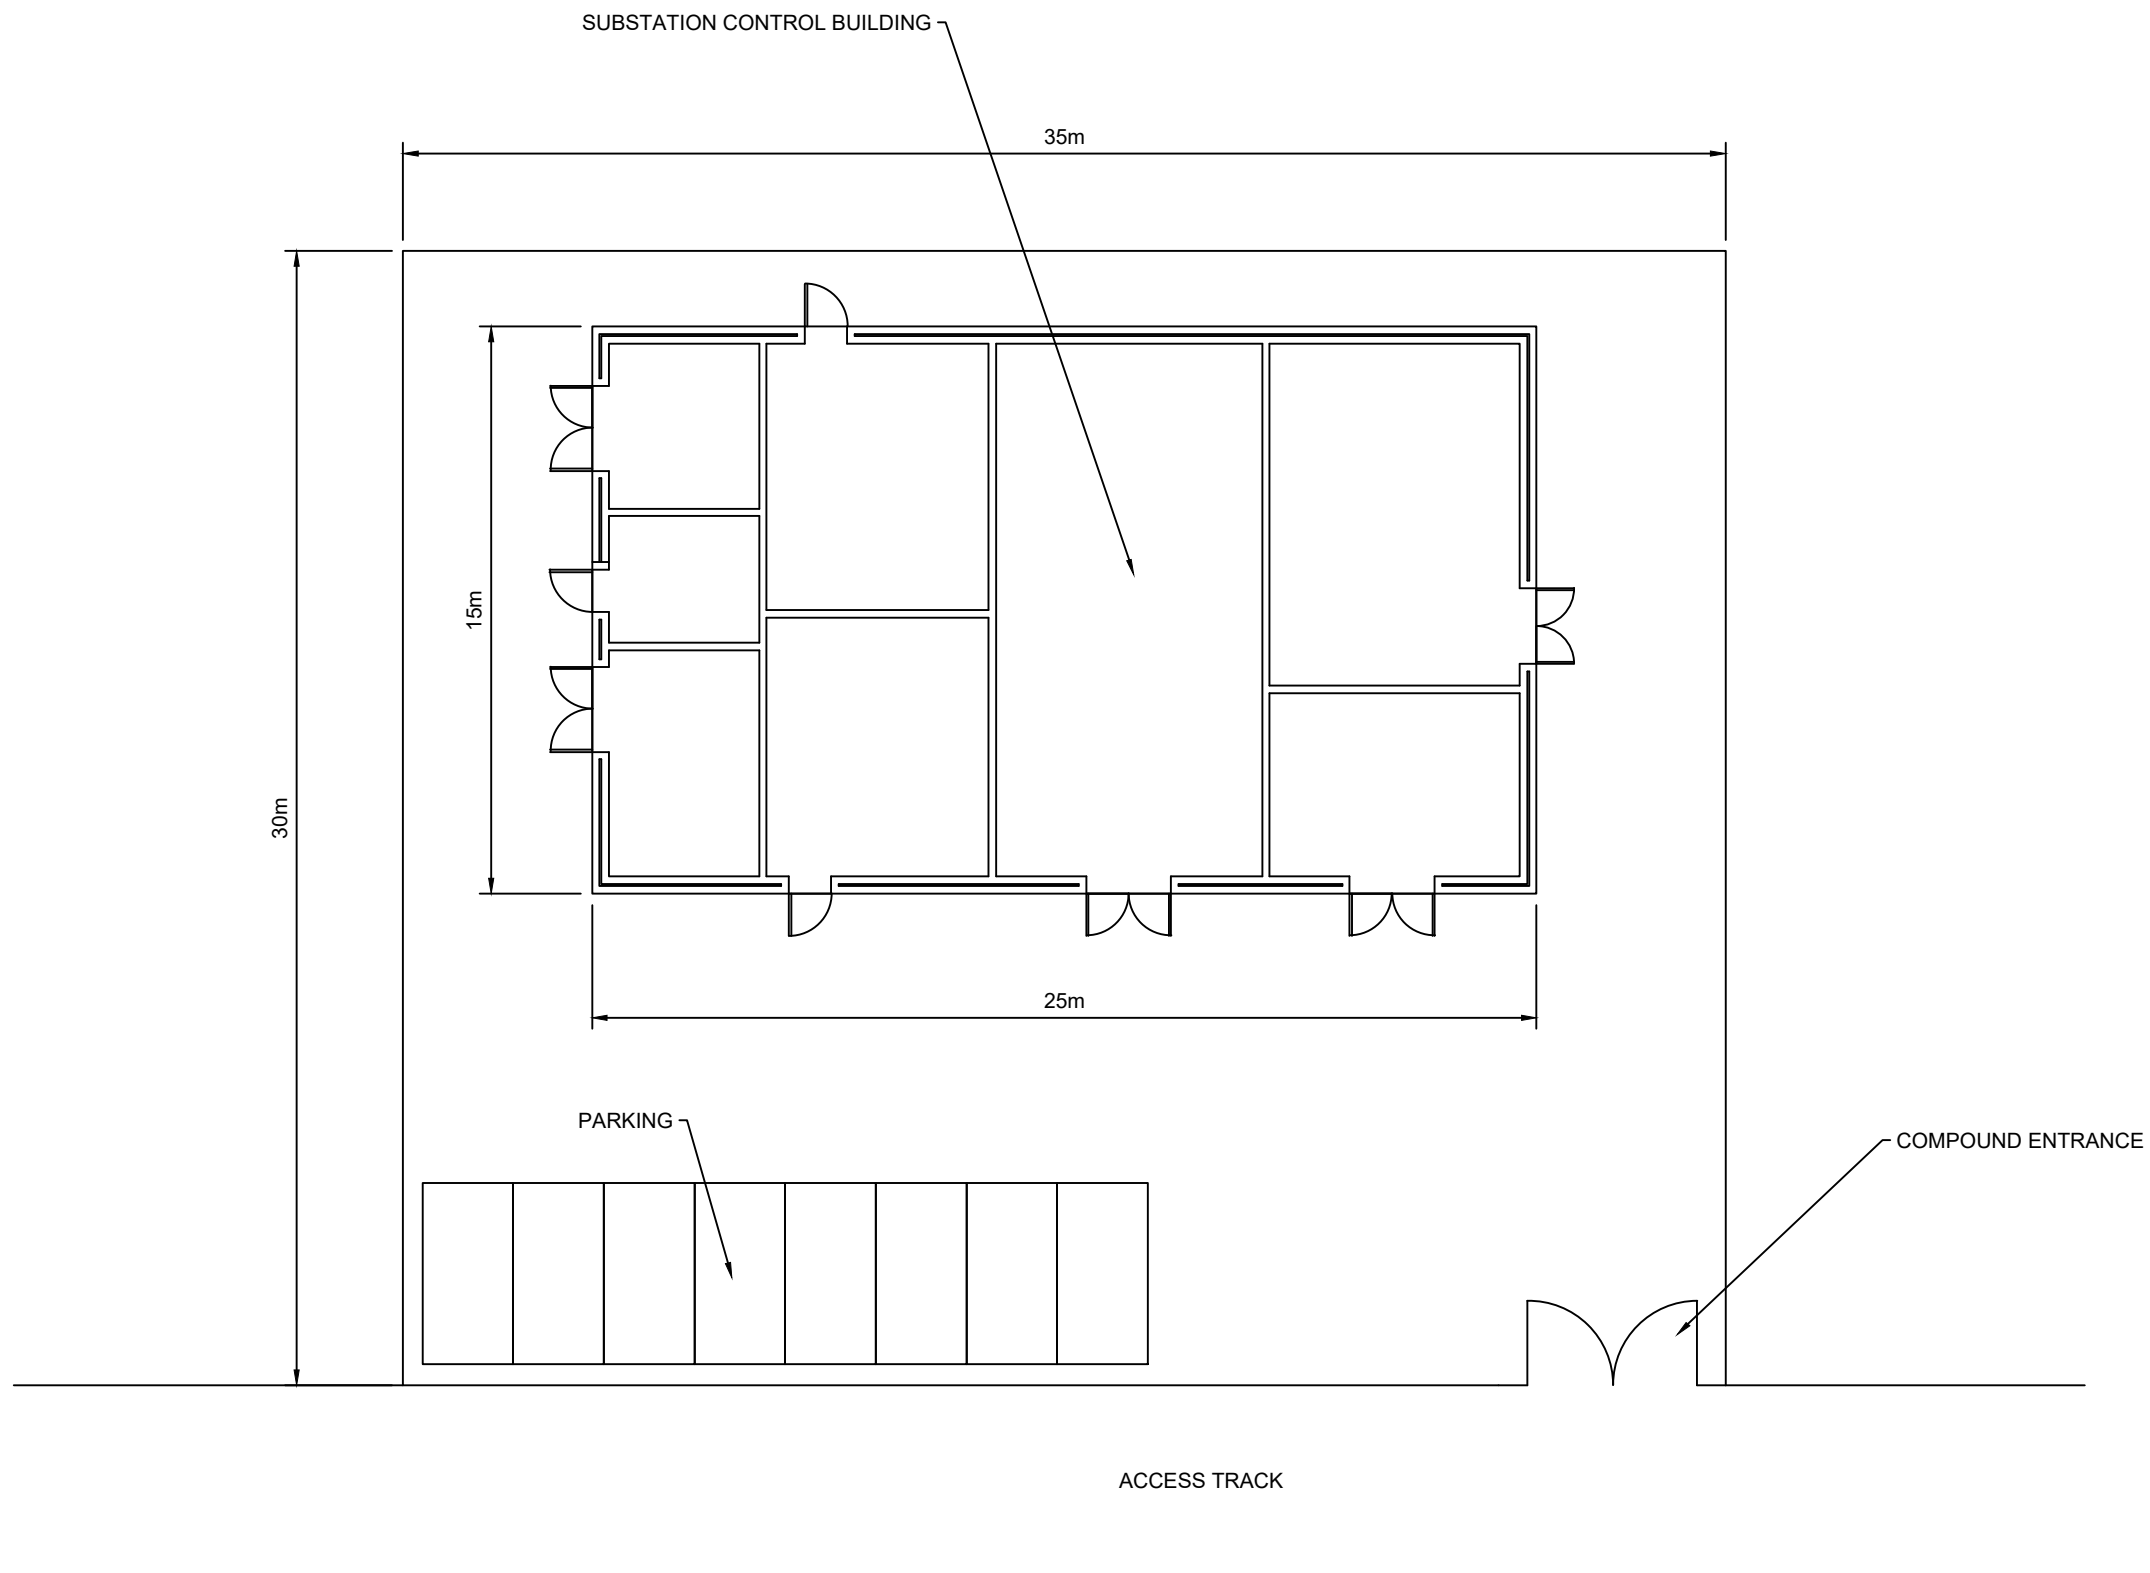 SUBSTATION CONTROL BUILDING
35m
15m
30m
25m
PARKING
COMPOUND ENTRANCE
ACCESS TRACK